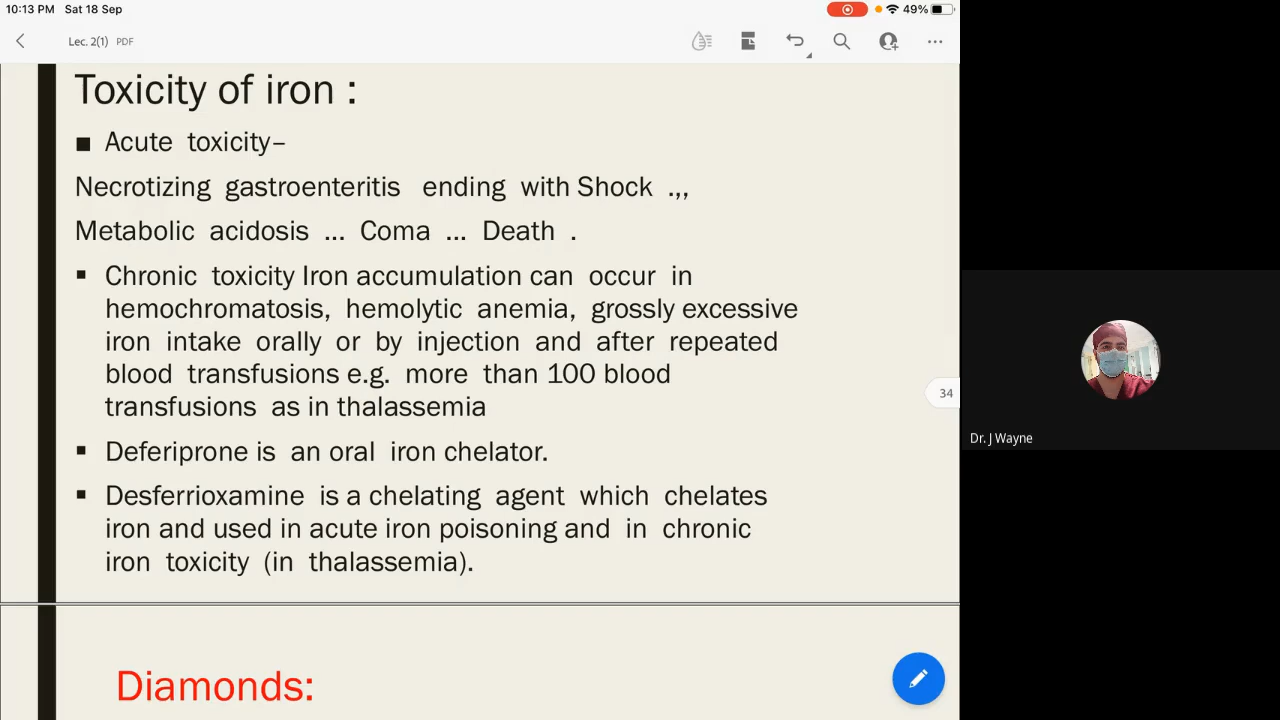 10:13 PM Sat 18 Sep
49%
Lec. 2(1) PDF
Toxicity of iron :
■ Acute toxicity–
Necrotizing gastroenteritis ending with Shock .,,
Metabolic acidosis ... Coma ... Death .
▪ Chronic toxicity Iron accumulation can occur in
hemochromatosis, hemolytic anemia, grossly excessive
iron intake orally or by injection and after repeated
blood transfusions e.g. more than 100 blood
transfusions as in thalassemia
34
Dr. J Wayne
▪ Deferiprone is an oral iron chelator.
▪ Desferrioxamine is a chelating agent which chelates
iron and used in acute iron poisoning and in chronic
iron toxicity (in thalassemia).
Diamonds: